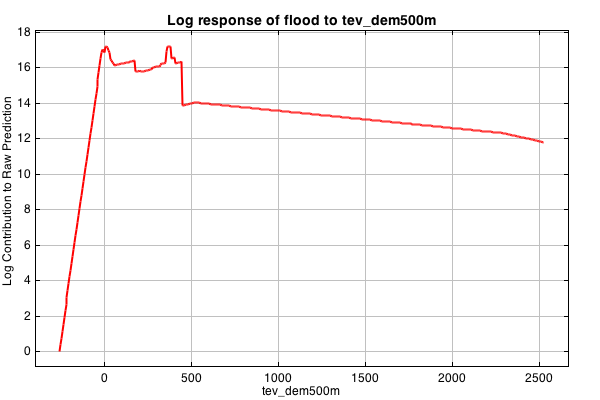 Log response of flood to tev_dem500m
Log Contribution to Raw Prediction
18
16
14
12
10
8
6
4
2
0
0 500 1000 1500 2000 2500
tev_dem500m